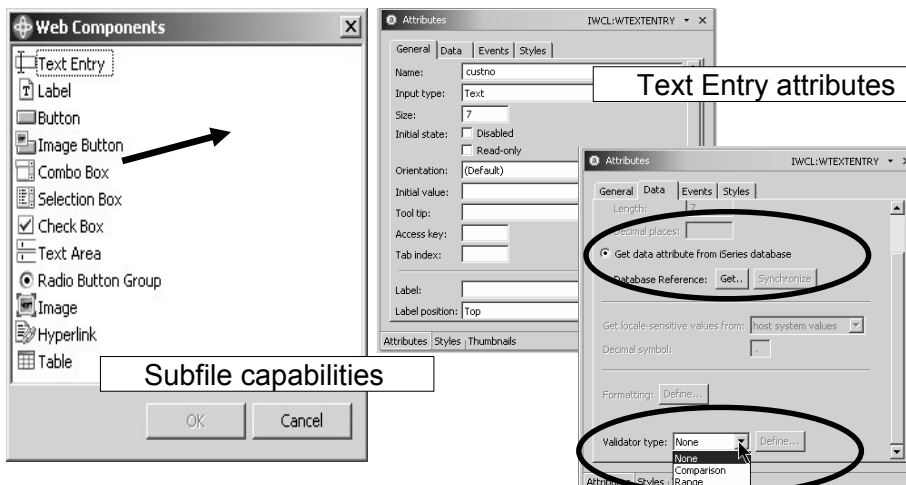 Web Components
Text Entry
Label
Button
Image Button
Combo Box
Selection Box
Check Box
Text Area
Radio Button Group
Image
Hyperlink
Table
OK Cancel
Subfile capabilities
Attributes IWCL:WTEXTENTRY
General Data Events Styles
Name: custno
Input type: Text
Size: 7
Initial state: Disabled
Read-only
Orientation: (Default)
Initial value:
Tool tip:
Access key:
Tab index:
Label:
Label position: Top
Attributes Styles Thumbnails
Text Entry attributes
Attributes IWCL:WTEXTENTRY
General Data Events Styles
Length: 7
Decimal places:
Get data attribute from iSeries database
Database Reference: Get.. Synchronize
Get locale-sensitive values from: host system values
Decimal symbol: .
Formatting: Define...
Validator type: None Define...
None
Comparison
Range
Attributes Styles